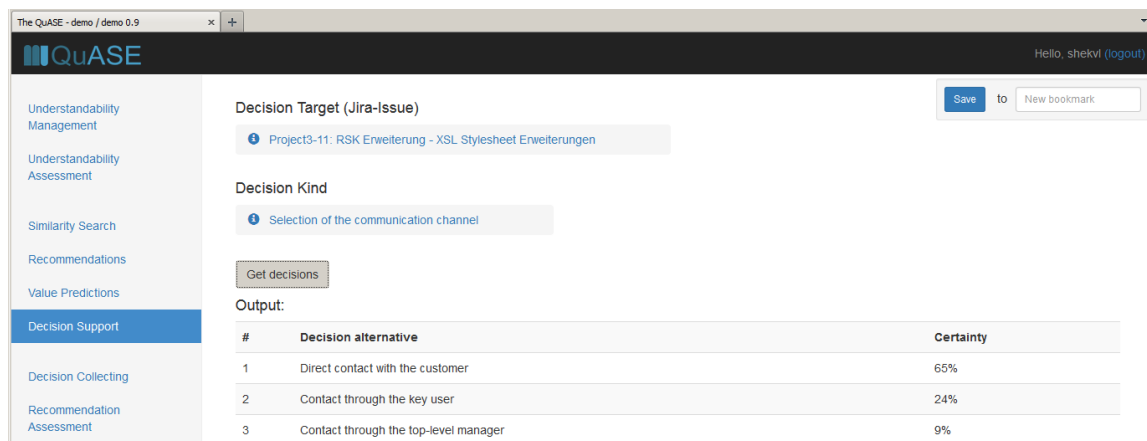 The QuASE - demo / demo 0.9 × +
QuASE
Hello, shekvl (logout)
Understandability
Management
Understandability
Assessment
Similarity Search
Recommendations
Value Predictions
Decision Support
Decision Collecting
Recommendation
Assessment
Save to New bookmark
Decision Target (Jira-Issue)
Project3-11: RSK Erweiterung - XSL Stylesheet Erweiterungen
Decision Kind
Selection of the communication channel
Get decisions
Output:
# Decision alternative Certainty
1 Direct contact with the customer 65%
2 Contact through the key user 24%
3 Contact through the top-level manager 9%